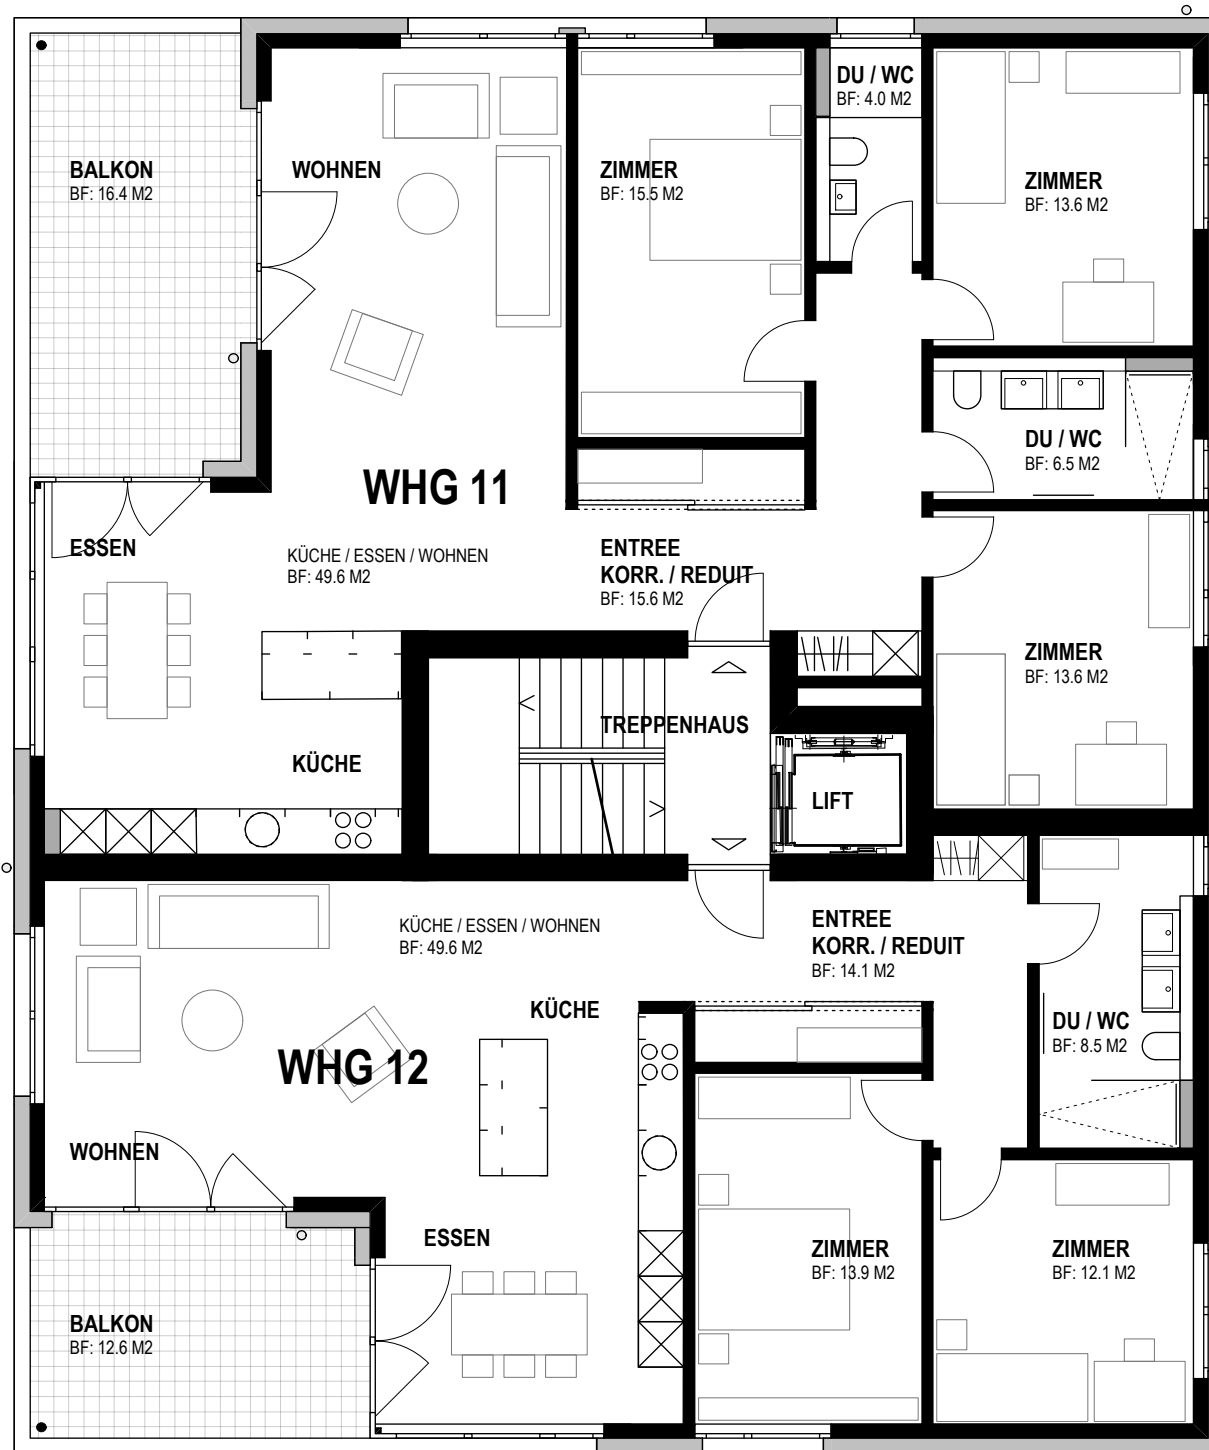 DU / WC
BF: 4.0 M2
BALKON
BF: 16.4 M2
WOHNEN
ZIMMER
BF: 15.5 M2
ZIMMER
BF: 13.6 M2
DU / WC
BF: 6.5 M2
WHG 11
ESSEN
KÜCHE / ESSEN / WOHNEN
BF: 49.6 M2
ENTREE
KORR. / REDUIT
BF: 15.6 M2
ZIMMER
BF: 13.6 M2
TREPPENHAUS
KÜCHE
LIFT
KÜCHE / ESSEN / WOHNEN
BF: 49.6 M2
ENTREE
KORR. / REDUIT
BF: 14.1 M2
KÜCHE
DU / WC
BF: 8.5 M2
WHG 12
WOHNEN
ESSEN
ZIMMER
BF: 13.9 M2
ZIMMER
BF: 12.1 M2
BALKON
BF: 12.6 M2